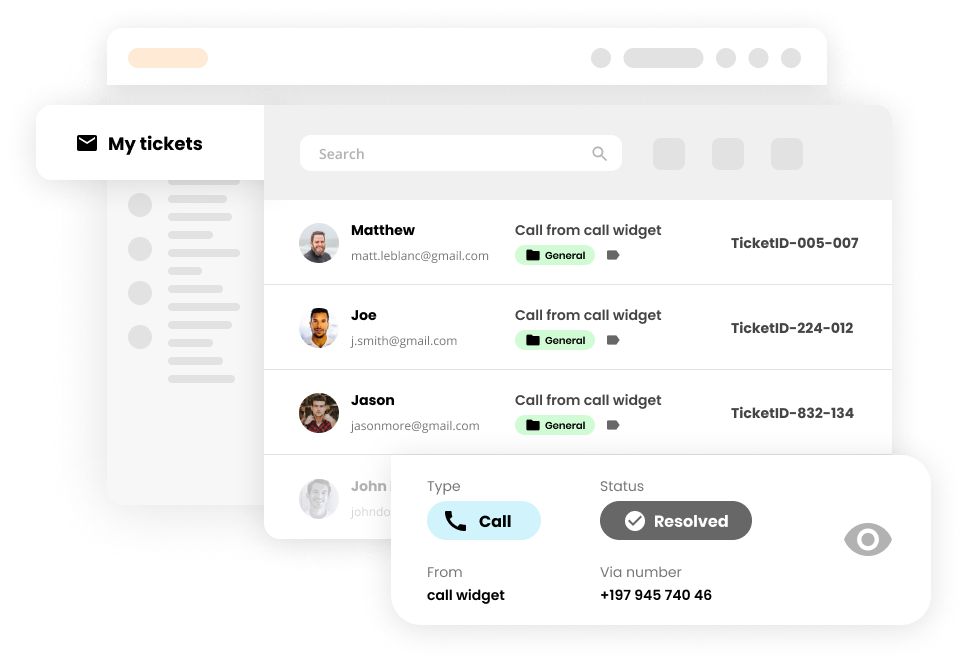 My tickets
Search
Matthew
matt.leblanc@gmail.com
Call from call widget
General
TicketID-005-007
Joe
j.smith@gmail.com
Call from call widget
General
TicketID-224-012
Jason
jasonmore@gmail.com
Call from call widget
General
TicketID-832-134
John
johndo
Type
Call
Status
Resolved
From
call widget
Via number
+197 945 740 46